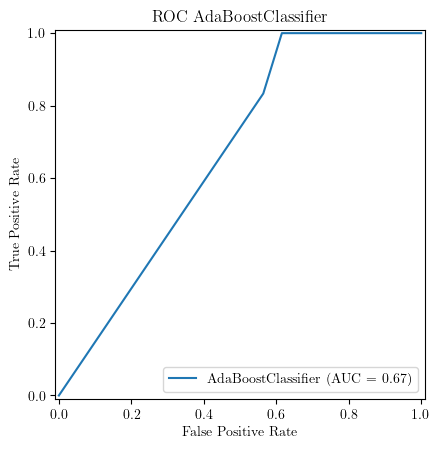 ROC AdaBoostClassifier
1.0
0.8
0.6
0.4
0.2
0.0
True Positive Rate
AdaBoostClassifier (AUC = 0.67)
0.0 0.2 0.4 0.6 0.8 1.0
False Positive Rate